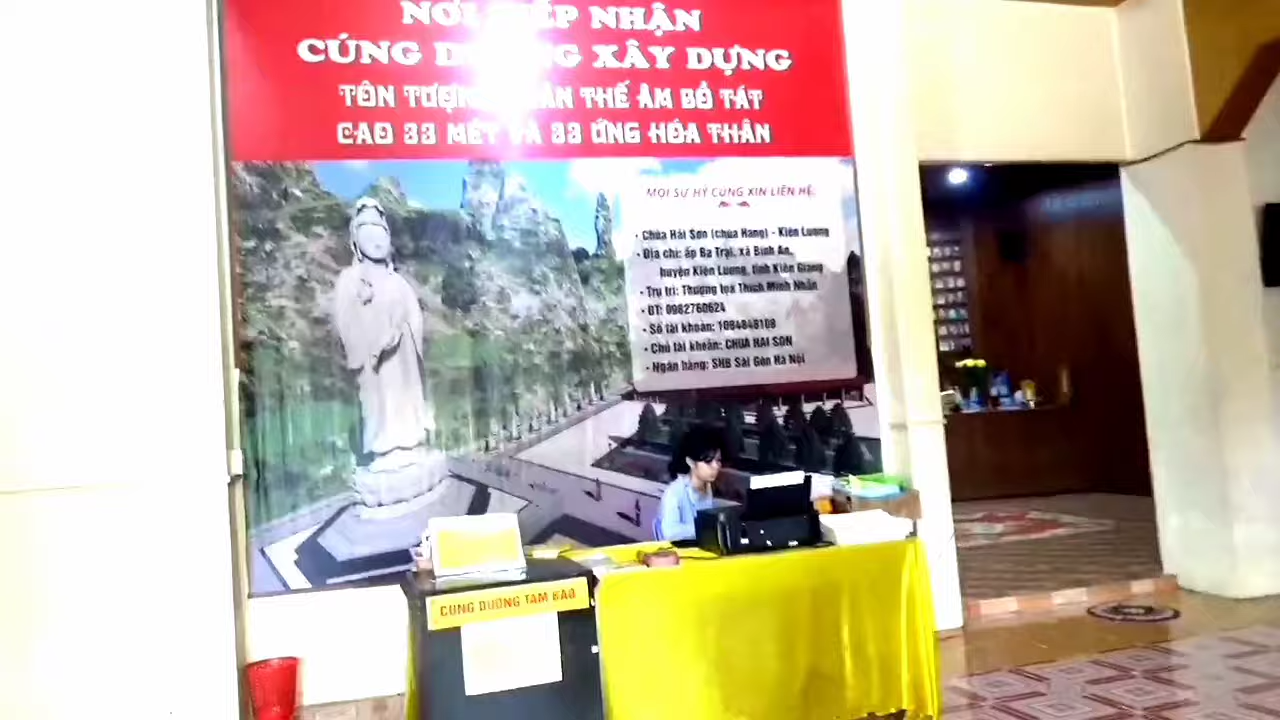 NƠI TIẾP NHẬN
CÚNG DƯỜNG XÂY DỰNG
TÔN TƯỢNG QUAN THẾ ÂM BỒ TÁT
CAO 33 MÉT VÀ 33 ỨNG HÓA THÂN
MỌI SỰ HỶ CÚNG XIN LIÊN HỆ:
• Chùa Hải Sơn (chùa Hang) - Kiên Lương
• Địa chỉ: ấp Ba Trại, xã Bình An,
huyện Kiên Lương, tỉnh Kiên Giang
• Trụ trì: Thượng tọa Thích Minh Nhẫn
• ĐT: 0982760624
• Số tài khoản: 1084848108
• Chủ tài khoản: CHUA HAI SON
• Ngân hàng: SHB Sài Gòn Hà Nội
CÚNG DƯỜNG TAM BẢO